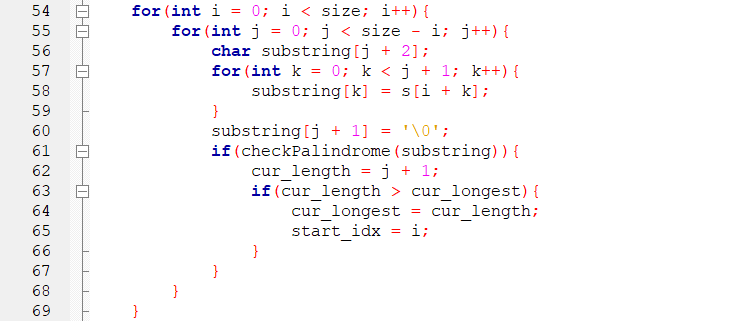 54 for(int i = 0; i < size; i++){
55 for(int j = 0; j < size - i; j++){
56 char substring[j + 2];
57 for(int k = 0; k < j + 1; k++){
58 substring[k] = s[i + k];
59 }
60 substring[j + 1] = '\0';
61 if(checkPalindrome(substring)){
62 cur_length = j + 1;
63 if(cur_length > cur_longest){
64 cur_longest = cur_length;
65 start_idx = i;
66 }
67 }
68 }
69 }